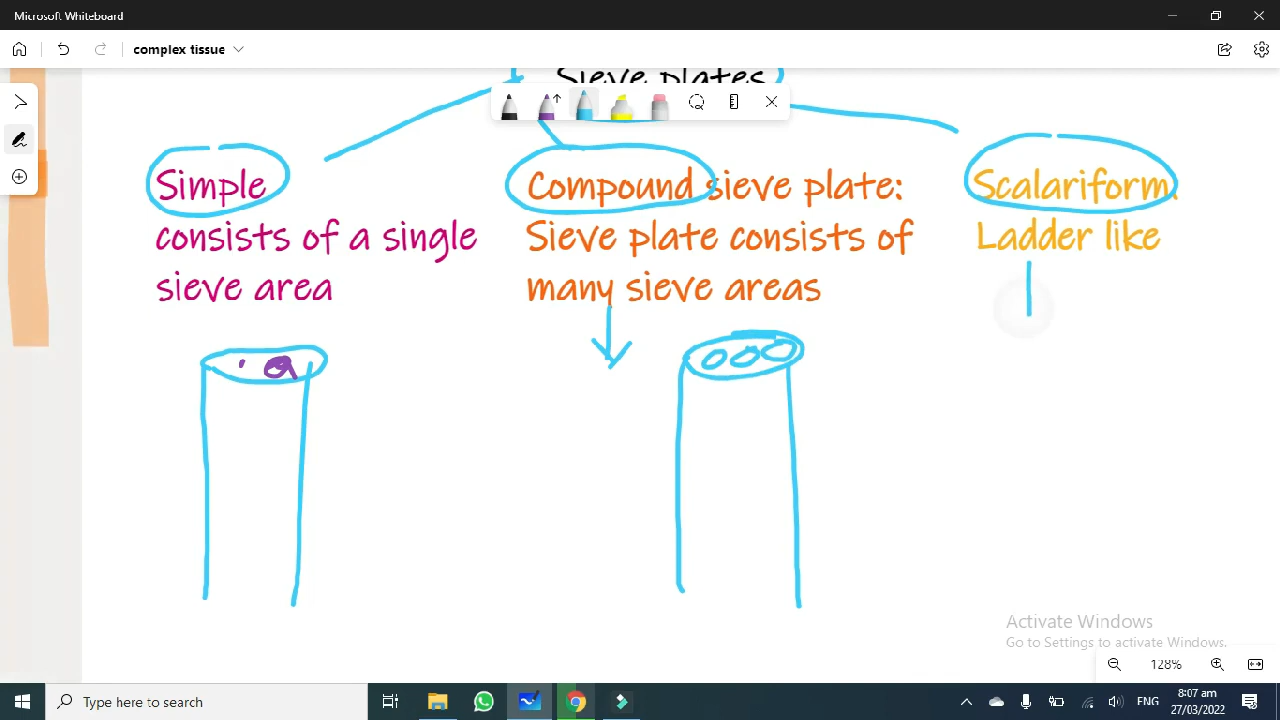 Microsoft Whiteboard
complex tissue
Sieve plates
Simple
consists of a single
sieve area
Compound sieve plate:
Sieve plate consists of
many sieve areas
Scalariform.
Ladder like
Activate Windows
Go to Settings to activate Windows.
128%
Type here to search
ENG
8:07 am
27/03/2022